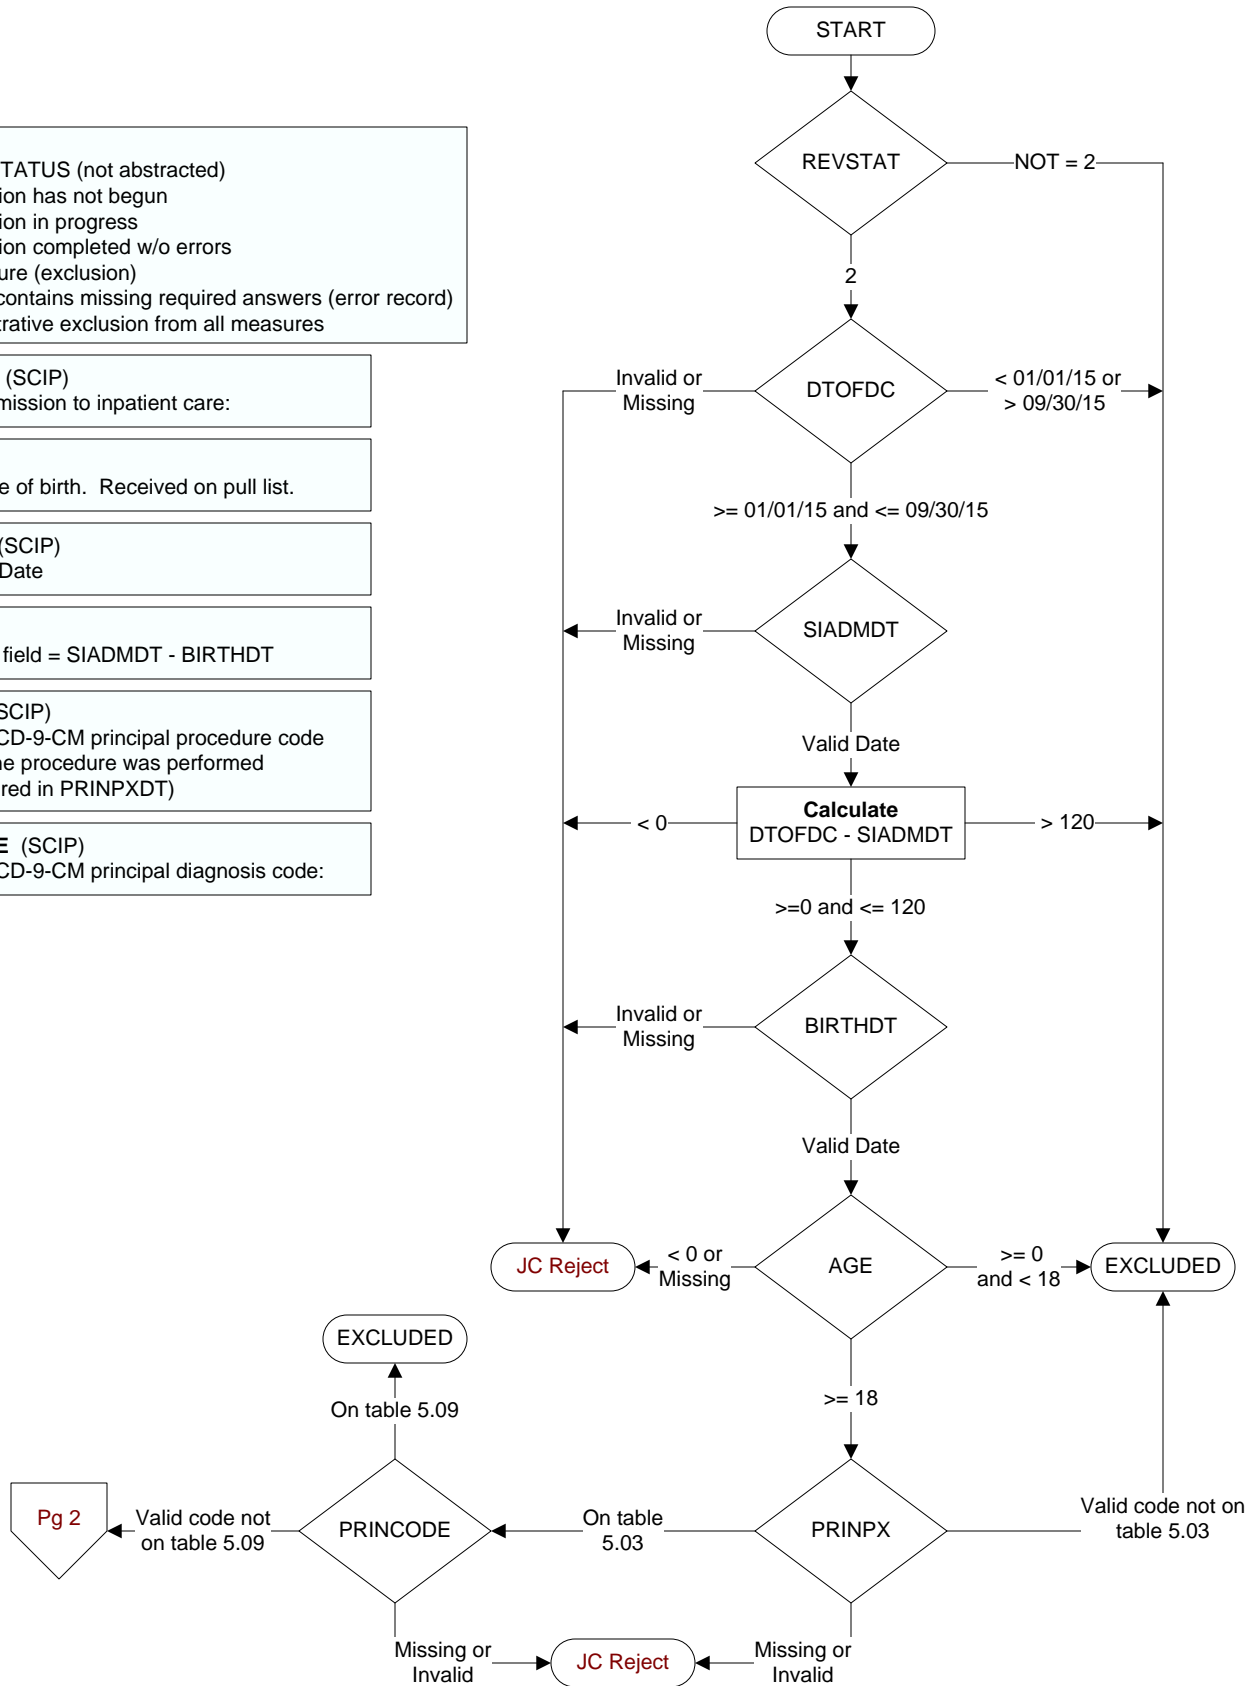 START
REVSTAT
NOT = 2
2
TATUS (not abstracted)
ion has not begun
ion in progress
ion completed w/o errors
ure (exclusion)
contains missing required answers (error record)
trative exclusion from all measures
(SCIP)
mission to inpatient care:
e of birth.  Received on pull list.
(SCIP)
Date
field = SIADMDT - BIRTHDT
SCIP)
CD-9-CM principal procedure code
ne procedure was performed
red in PRINPXDT)
E (SCIP)
CD-9-CM principal diagnosis code:
Invalid or
Missing
DTOFDC
< 01/01/15 or
> 09/30/15
>= 01/01/15 and <= 09/30/15
Invalid or
Missing
SIADMDT
Valid Date
< 0
Calculate
DTOFDC - SIADMDT
> 120
>=0 and <= 120
Invalid or
Missing
BIRTHDT
Valid Date
JC Reject
< 0 or
Missing
AGE
>= 0
and < 18
EXCLUDED
EXCLUDED
On table 5.09
>= 18
Pg 2
Valid code not
on table 5.09
PRINCODE
On table
5.03
PRINPX
Valid code not on
table 5.03
Missing or
Invalid
JC Reject
Missing or
Invalid